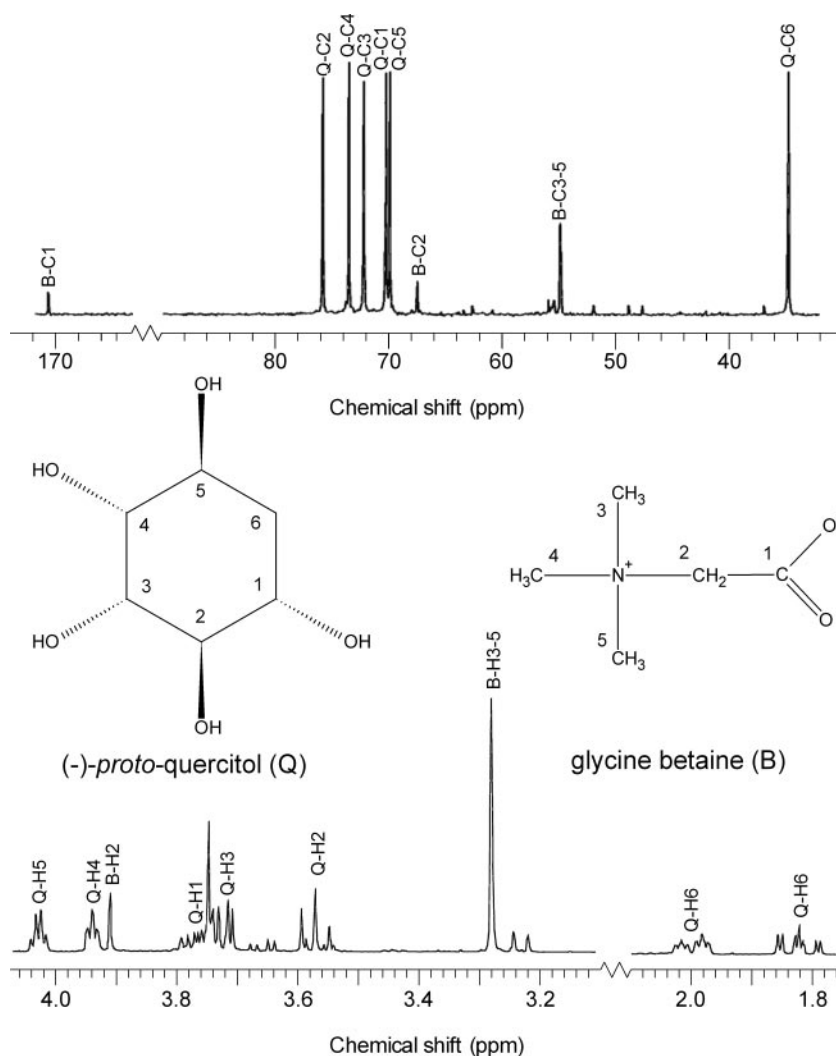 Q-C2
Q-C4
Q-C3
Q-C1
Q-C5
Q-C6
B-C1
B-C2
B-C3-5
170 80 70 60 50 40
Chemical shift (ppm)
OH
HO
5
4
6
3
1
2
HO
OH
OH
(-)-proto-quercitol (Q)
CH3
3
O
4
2
1
H3C
N+
CH2
C
5
O
CH3
glycine betaine (B)
Q-H5
Q-H4
B-H2
Q-H1
Q-H3
Q-H2
B-H3-5
Q-H6
Q-H6
4.0 3.8 3.6 3.4 3.2 2.0 1.8
Chemical shift (ppm)